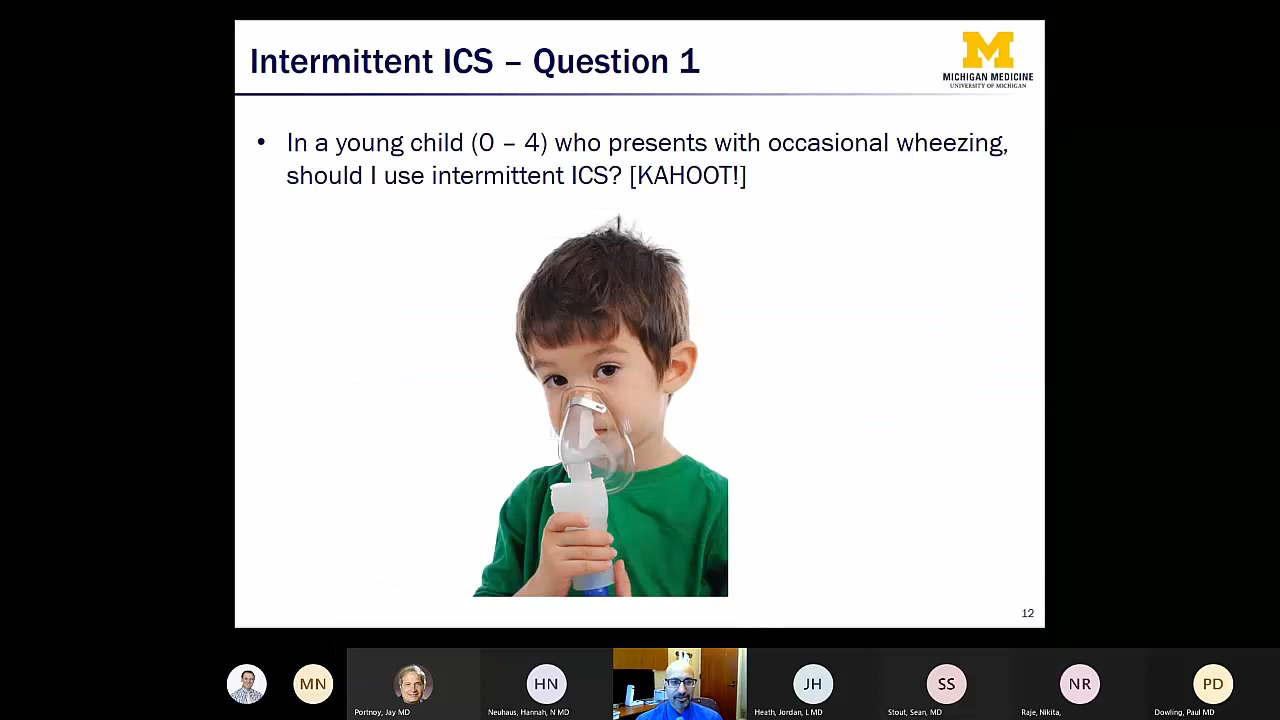 Intermittent ICS – Question 1
M
MICHIGAN MEDICINE
UNIVERSITY OF MICHIGAN
• In a young child (0 – 4) who presents with occasional wheezing,
should I use intermittent ICS? [KAHOOT!]
12
MN
HN
JH
SS
NR
PD
Portnoy, Jay MD
Neuhaus, Hannah, N MD
Heath, Jordan, L MD
Stout, Sean, MD
Raje, Nikita,
Dowling, Paul MD